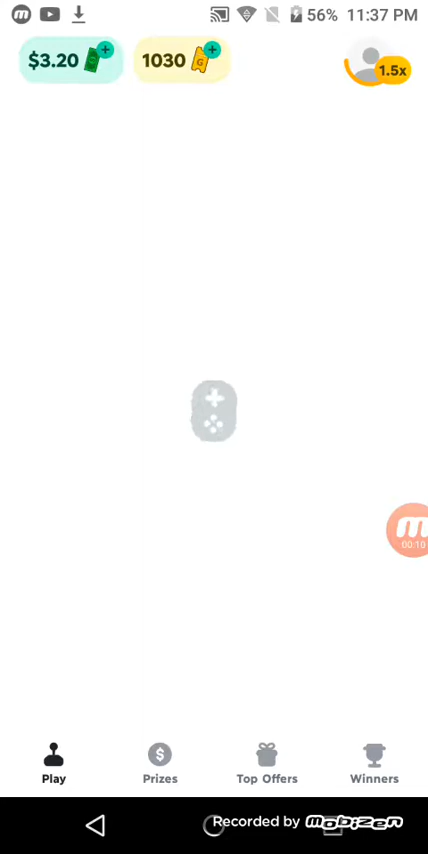 56% 11:37 PM
$3.20
1030
G
1.5x
00:10
Play
Prizes
Top Offers
Winners
Recorded by mobizen